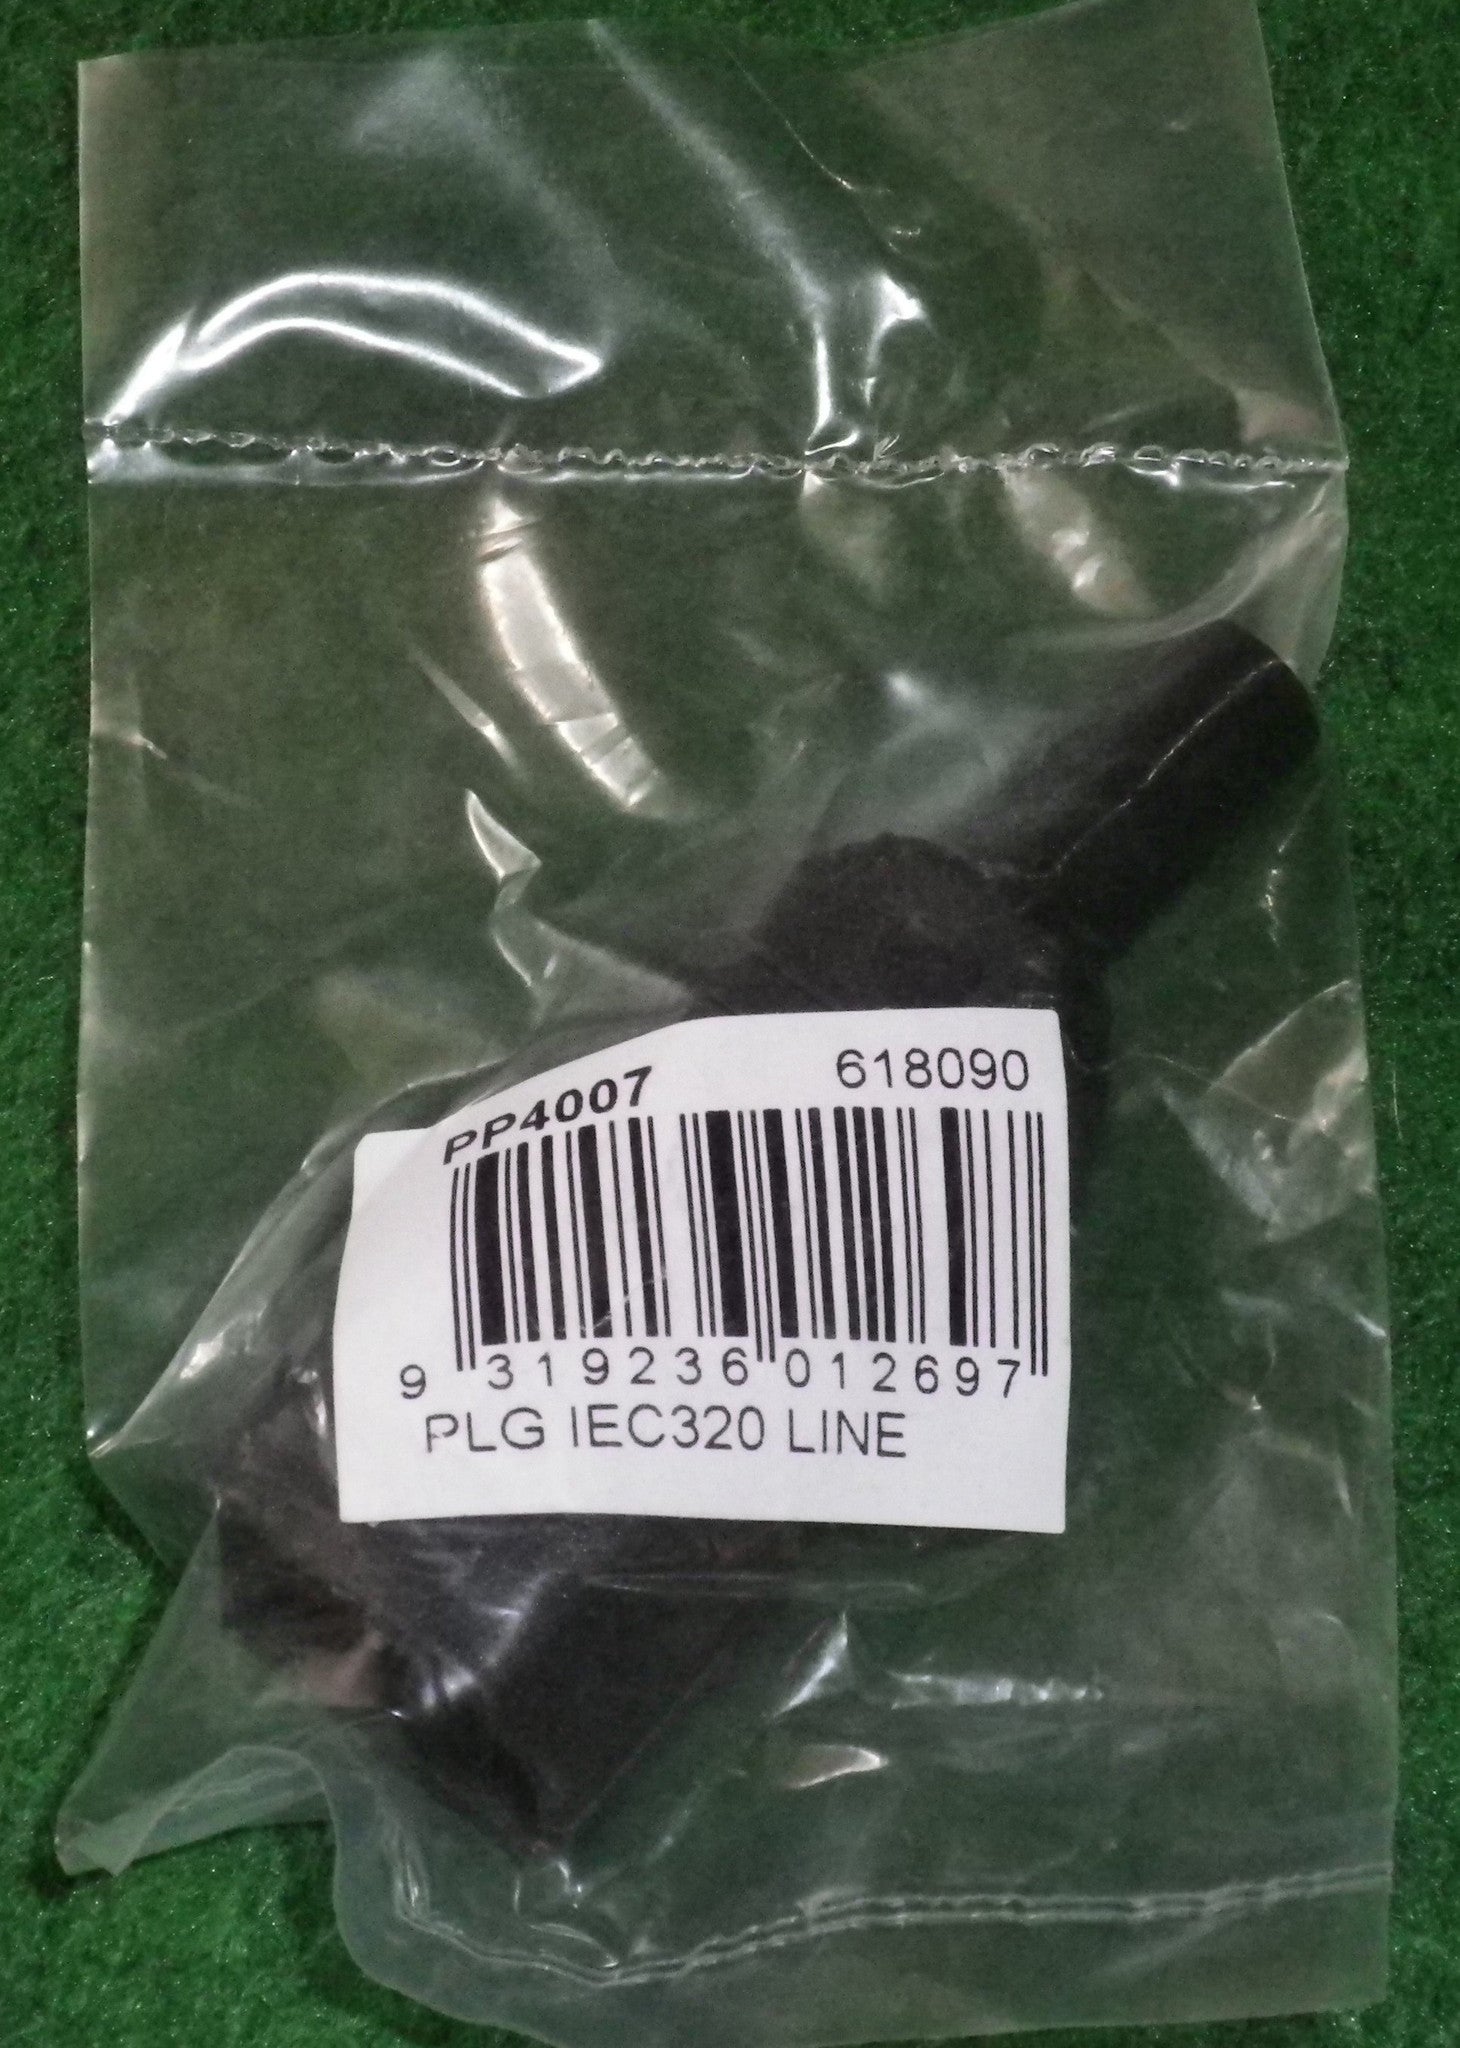 PP4007 618090
9 319236 012697
PLG IEC320 LINE